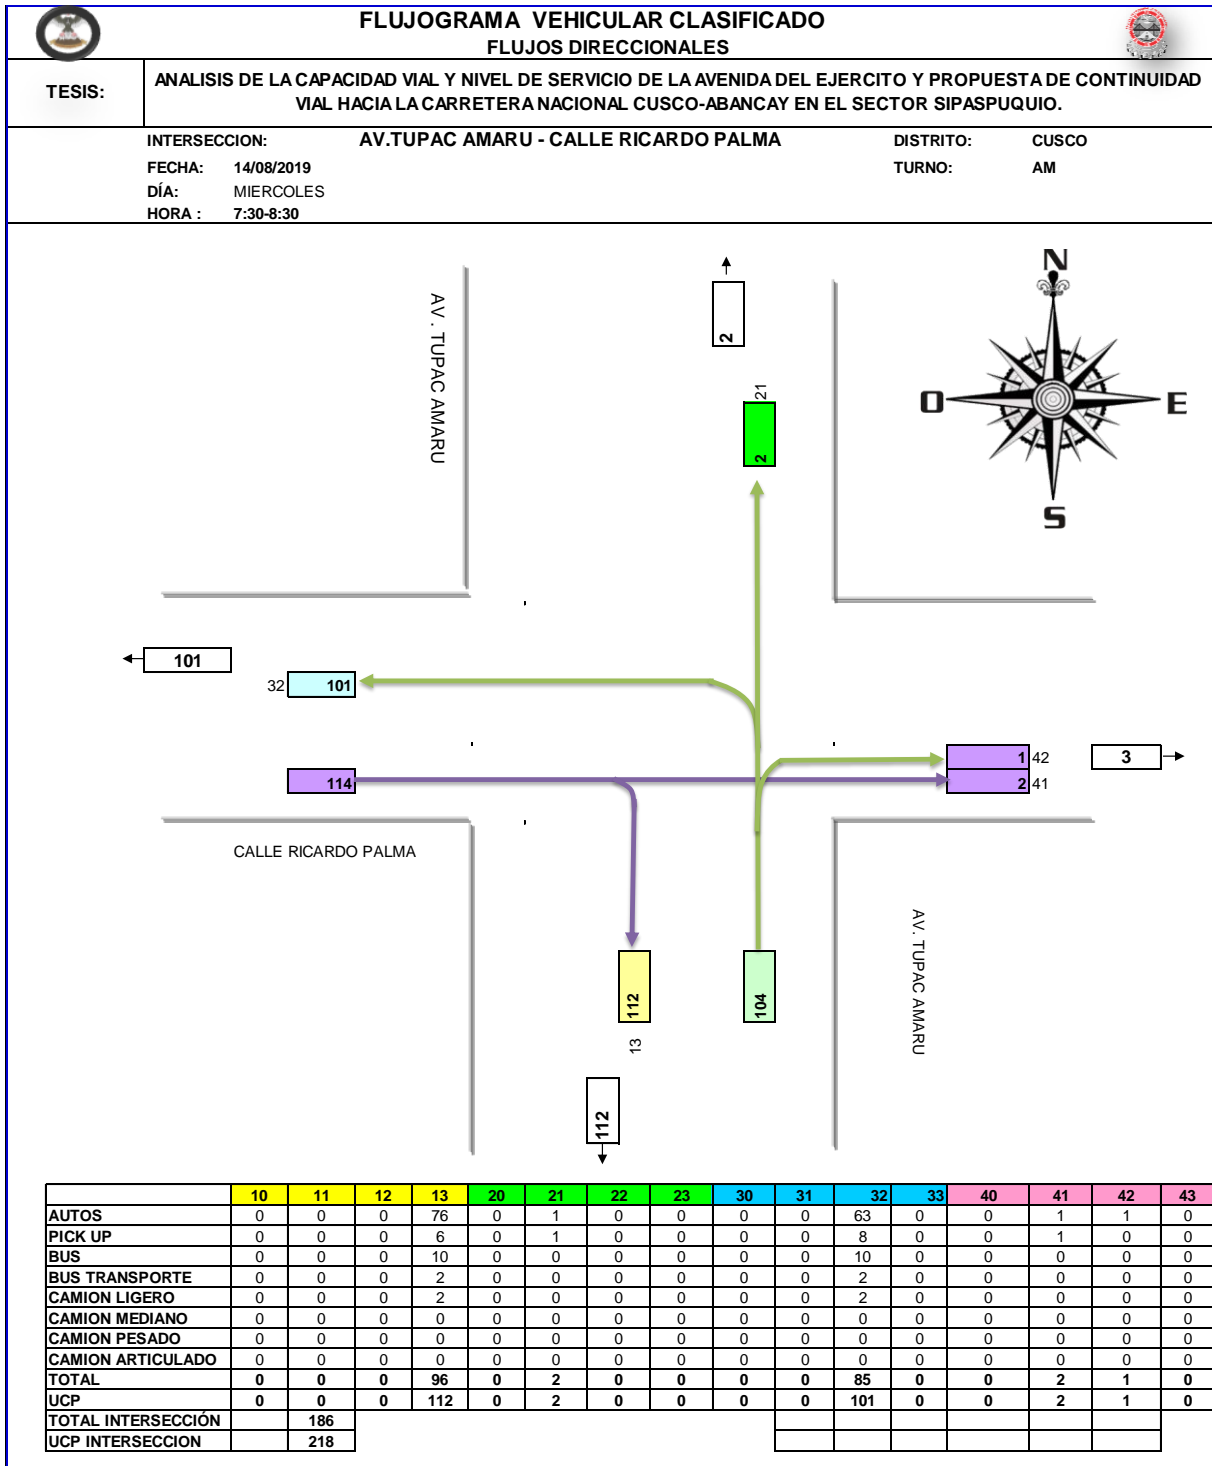 FLUJOGRAMA VEHICULAR CLASIFICADO
FLUJOS DIRECCIONALES
TESIS:
ANALISIS DE LA CAPACIDAD VIAL Y NIVEL DE SERVICIO DE LA AVENIDA DEL EJERCITO Y PROPUESTA DE CONTINUIDAD
VIAL HACIA LA CARRETERA NACIONAL CUSCO-ABANCAY EN EL SECTOR SIPASPUQUIO.
INTERSECCION: AV.TUPAC AMARU - CALLE RICARDO PALMA DISTRITO: CUSCO
FECHA: 14/08/2019 TURNO: AM
DÍA: MIERCOLES
HORA : 7:30-8:30
N
O E
S
AV . TUPAC AMARU
2
21
2
101
32 101
1 42
3
114
2 41
CALLE RICARDO PALMA
AV. TUPAC AMARU
112
104
13
112
10 11 12 13 20 21 22 23 30 31 32 33 40 41 42 43
AUTOS 0 0 0 76 0 1 0 0 0 0 63 0 0 1 1 0
PICK UP 0 0 0 6 0 1 0 0 0 0 8 0 0 1 0 0
BUS 0 0 0 10 0 0 0 0 0 0 10 0 0 0 0 0
BUS TRANSPORTE 0 0 0 2 0 0 0 0 0 0 2 0 0 0 0 0
CAMION LIGERO 0 0 0 2 0 0 0 0 0 0 2 0 0 0 0 0
CAMION MEDIANO 0 0 0 0 0 0 0 0 0 0 0 0 0 0 0 0
CAMION PESADO 0 0 0 0 0 0 0 0 0 0 0 0 0 0 0 0
CAMION ARTICULADO 0 0 0 0 0 0 0 0 0 0 0 0 0 0 0 0
TOTAL 0 0 0 96 0 2 0 0 0 0 85 0 0 2 1 0
UCP 0 0 0 112 0 2 0 0 0 0 101 0 0 2 1 0
TOTAL INTERSECCIÓN 186
UCP INTERSECCION 218